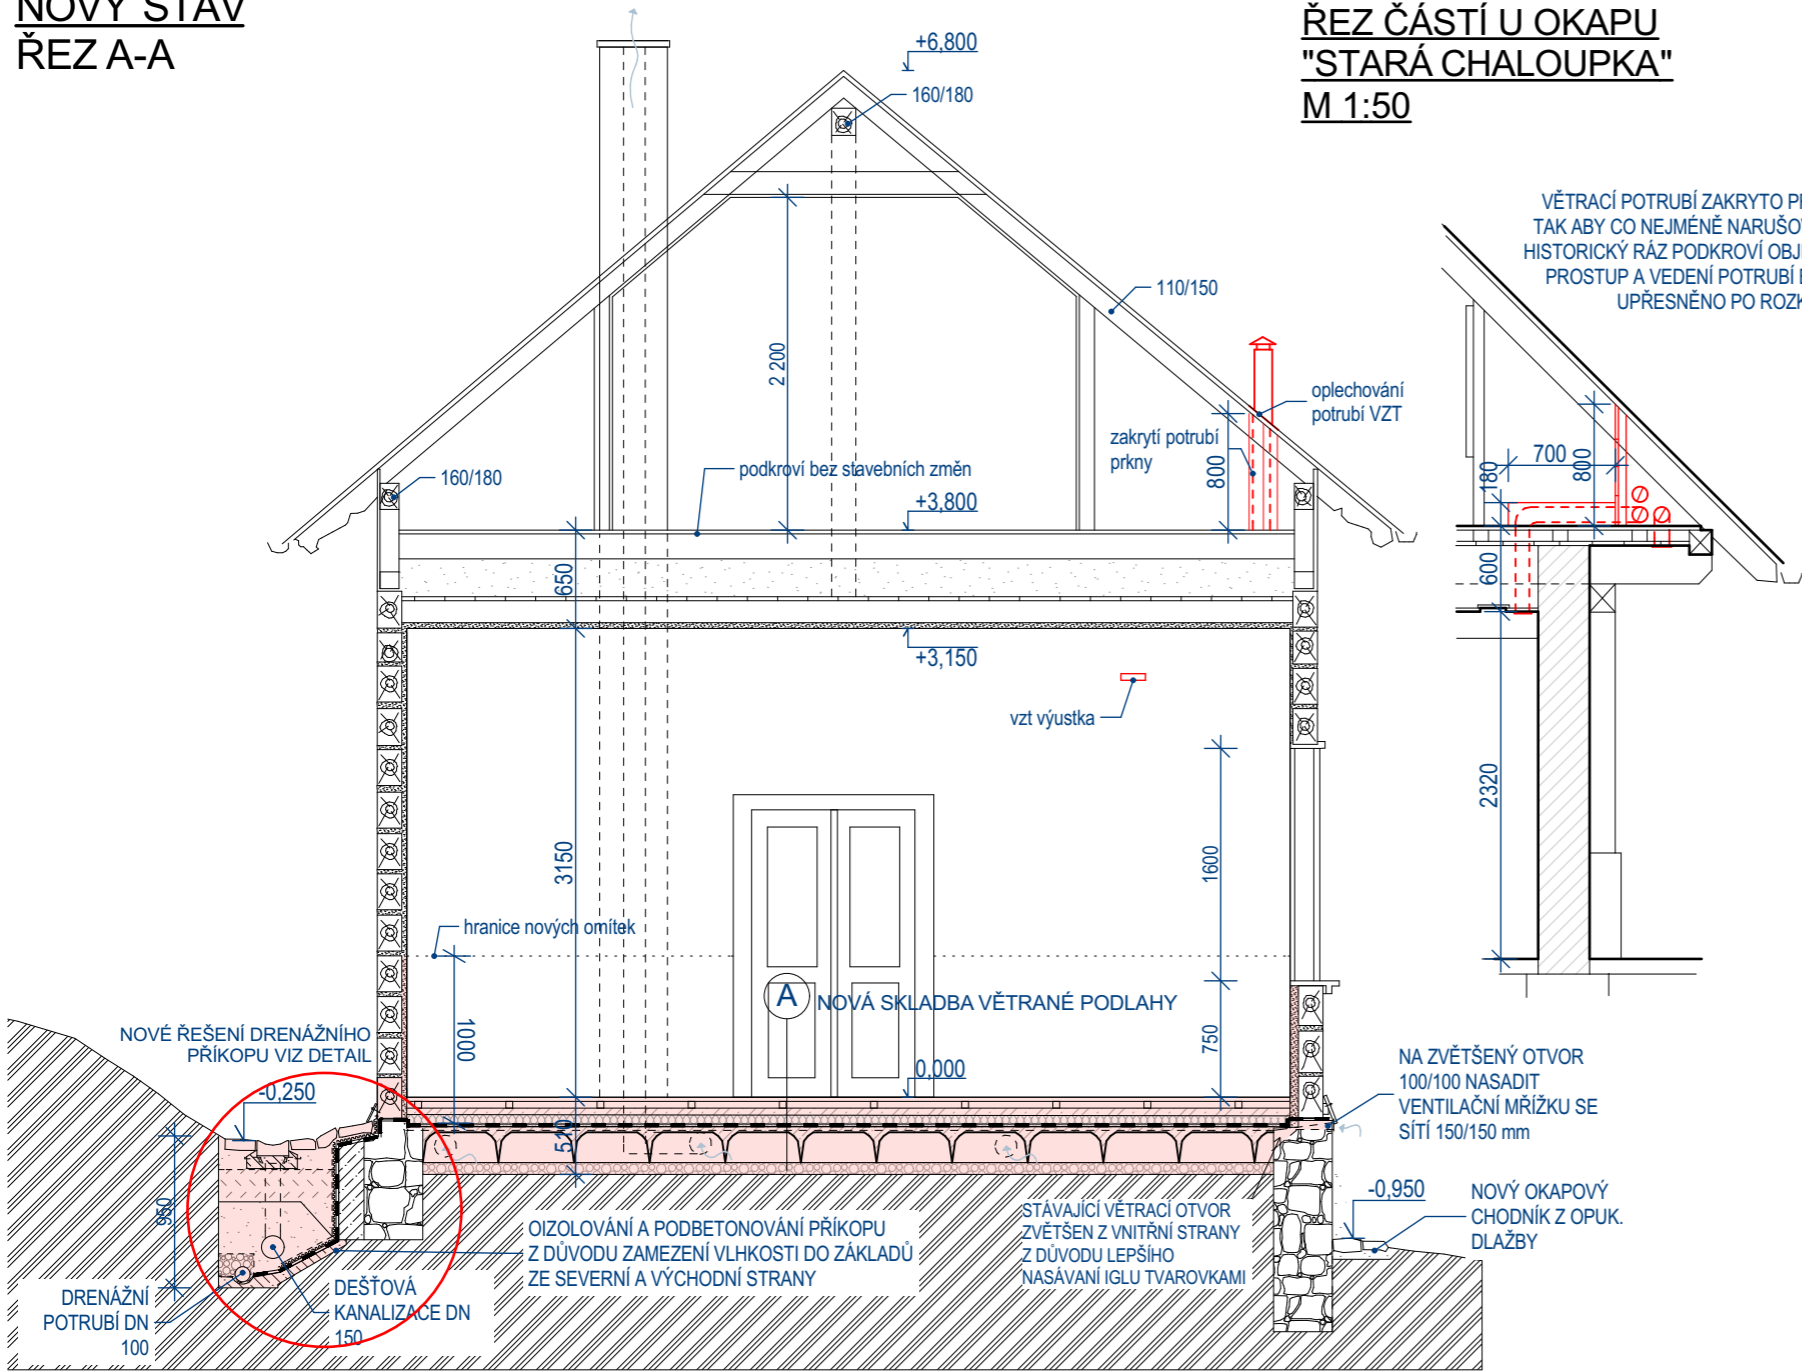 NOVÝ STAV
ŘEZ A-A
ŘEZ ČÁSTÍ U OKAPU
"STARÁ CHALOUPKA"
M 1:50
+6,800
160/180
VĚTRACÍ POTRUBÍ ZAKRYTO
TAK ABY CO NEJMÉNĚ
HISTORICKÝ RÁZ PODKROVÍ
PROSTUP A VEDENÍ POTRUBÍ
UPŘESNĚNO PO
110/150
2 200
oplechování
potrubí VZT
zakrytí potrubí
prkny
800
700
800
180
160/180
podkroví bez stavebních změn
+3,800
650
600
+3,150
vzt výustka
2320
3150
1600
hranice nových omítek
A
NOVÁ SKLADBA VĚTRANÉ PODLAHY
1000
750
NOVÉ ŘEŠENÍ DRENÁŽNÍHO
PŘÍKOPU VIZ DETAIL
0,000
-0,250
NA ZVĚTŠENÝ OTVOR
100/100 NASADIT
VENTILAČNÍ MŘÍŽKU SE
SÍTÍ 150/150 mm
510
950
-0,950
NOVÝ OKAPOVÝ
CHODNÍK Z OPUK.
DLAŽBY
STÁVAJÍCÍ VĚTRACÍ OTVOR
ZVĚTŠEN Z VNITŘNÍ STRANY
Z DŮVODU LEPŠÍHO
NASÁVANÍ IGLU TVAROVKAMI
OIZOLOVÁNÍ A PODBETONOVÁNÍ PŘÍKOPU
Z DŮVODU ZAMEZENÍ VLHKOSTI DO ZÁKLADŮ
ZE SEVERNÍ A VÝCHODNÍ STRANY
DRENÁŽNÍ
POTRUBÍ DN
100
DEŠŤOVÁ
KANALIZACE DN
150